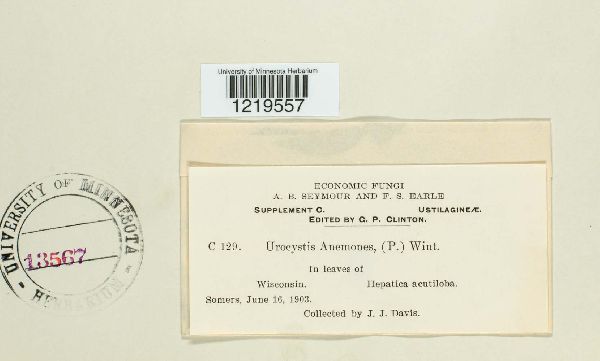 University of Minnesota Herbarium
1219557
ECONOMIC FUNGI
A. B. SEYMOUR AND F. S. EARLE
SUPPLEMENT C. USTILAGINEÆ.
EDITED BY G. P. CLINTON.
C 129. Urocystis Anemones, (P.) Wint.
In leaves of
Wisconsin. Hepatica acutiloba.
Somers, June 16, 1903.
Collected by J. J. Davis.
UNIVERSITY OF MINNESOTA
13567
HERBARIUM